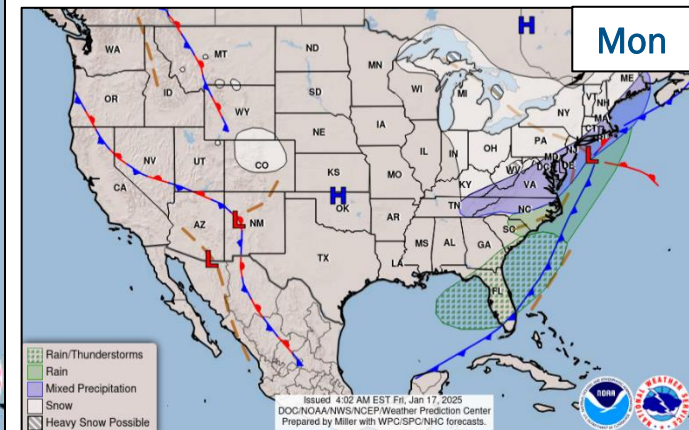 Mon
H
WA
MT
ND
MN
ME
OR
ID
SD
WI
MI
VT
NH
NY
MA
CT
RI
WY
IA
PA
NJ
NE
IL
IN
OH
MD
DE
NV
UT
CO
WV
DC
KS
MO
KY
VA
CA
H
OK
TN
NC
L
AZ
NM
AR
SC
L
MS
AL
GA
L
TX
LA
FL
Rain/Thunderstorms
Rain
Mixed Precipitation
Snow
Heavy Snow Possible
Issued 4:02 AM EST Fri, Jan 17, 2025
DOC/NOAA/NWS/NCEP/Weather Prediction Center
Prepared by Miller with WPC/SPC/NHC forecasts.
NOAA
NATIONAL WEATHER SERVICE